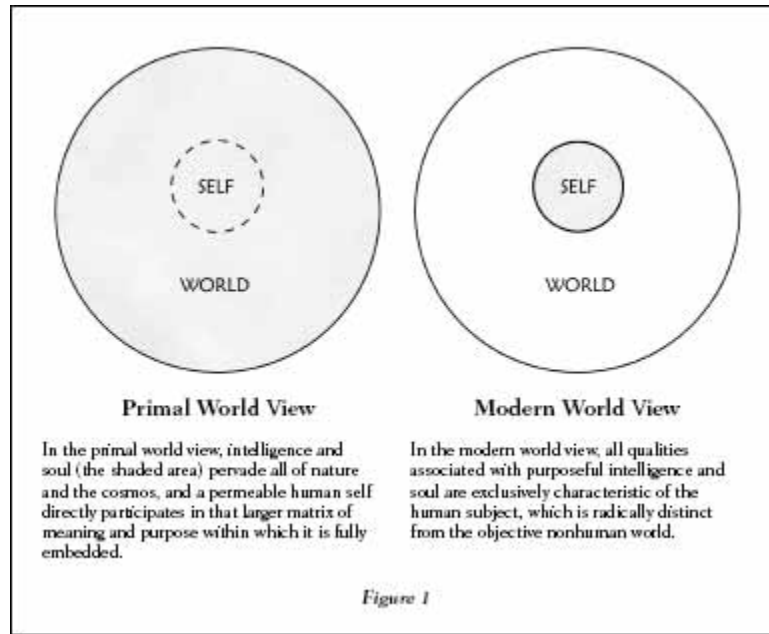 SELF
WORLD
SELF
WORLD
Primal World View
In the primal world view, intelligence and
soul (the shaded area) pervade all of nature
and the cosmos, and a permeable human self
directly participates in that larger matrix of
meaning and purpose within which it is fully
embedded.
Modern World View
In the modern world view, all qualities
associated with purposeful intelligence and
soul are exclusively characteristic of the
human subject, which is radically distinct
from the objective nonhuman world.
Figure 1